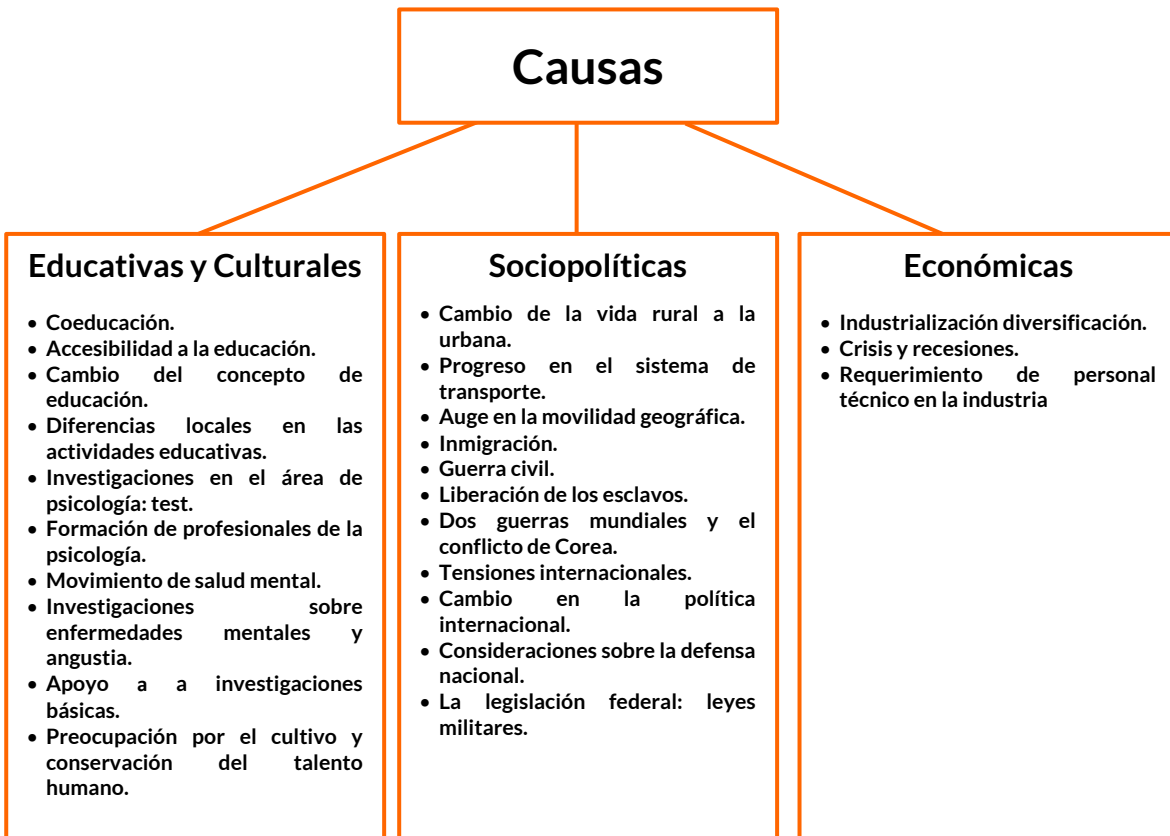 Causas
Educativas y Culturales
• Coeducación.
• Accesibilidad a la educación.
• Cambio del concepto de
educación.
• Diferencias locales en las
actividades educativas.
• Investigaciones en el área de
psicología: test.
• Formación de profesionales de la
psicología.
• Movimiento de salud mental.
• Investigaciones sobre
enfermedades mentales y
angustia.
• Apoyo a a investigaciones
básicas.
• Preocupación por el cultivo y
conservación del talento
humano.
Sociopolíticas
• Cambio de la vida rural a la
urbana.
• Progreso en el sistema de
transporte.
• Auge en la movilidad geográfica.
• Inmigración.
• Guerra civil.
• Liberación de los esclavos.
• Dos guerras mundiales y el
conflicto de Corea.
• Tensiones internacionales.
• Cambio en la política
internacional.
• Consideraciones sobre la defensa
nacional.
• La legislación federal: leyes
militares.
Económicas
• Industrialización diversificación.
• Crisis y recesiones.
• Requerimiento de personal
técnico en la industria